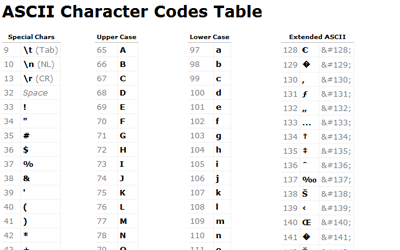 ASCII Character Codes Table
Special Chars Upper Case Lower Case Extended ASCII
9 \t (Tab) 65 A 97 a 128 € &#128;
10 \n (NL) 66 B 98 b 129 � &#129;
13 \r (CR) 67 C 99 c 130 ‚ &#130;
32 Space 68 D 100 d 131 ƒ &#131;
33 ! 69 E 101 e 132 „ &#132;
34 " 70 F 102 f 133 … &#133;
35 # 71 G 103 g 134 † &#134;
36 $ 72 H 104 h 135 ‡ &#135;
37 % 73 I 105 i 136 ˆ &#136;
38 & 74 J 106 j 137 ‰ &#137;
39 ' 75 K 107 k 138 Š &#138;
40 ( 76 L 108 l 139 ‹ &#139;
41 ) 77 M 109 m 140 Œ &#140;
42 * 78 N 110 n 141 � &#141;